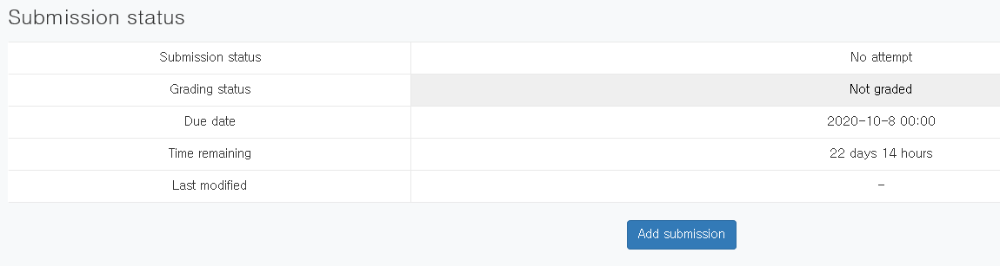 Submission status
Submission status No attempt
Grading status Not graded
Due date 2020-10-8 00:00
Time remaining 22 days 14 hours
Last modified -
Add submission